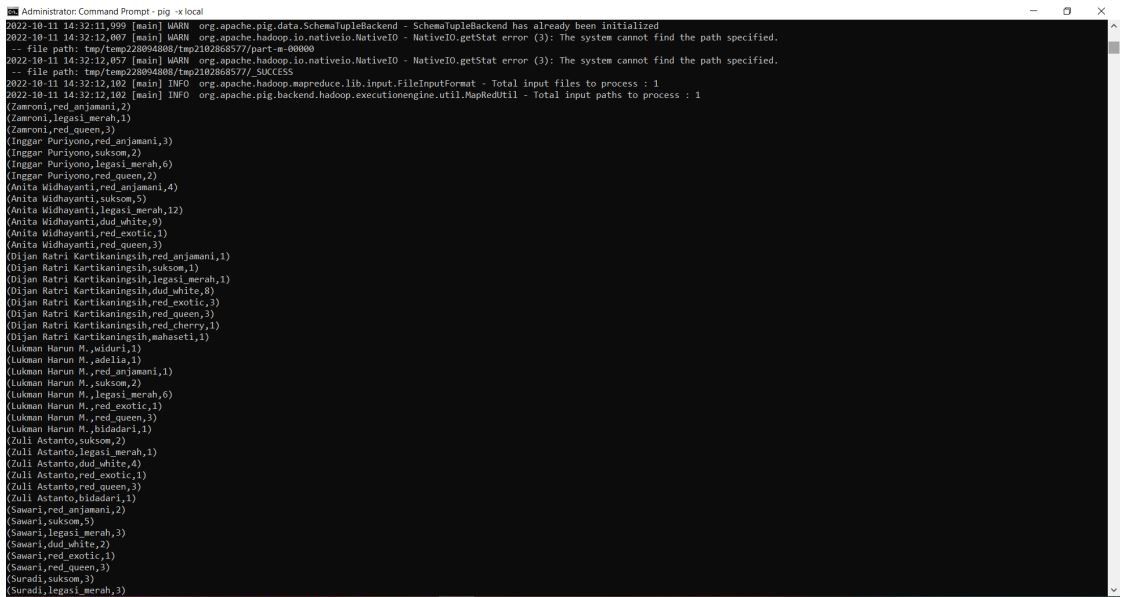 Administrator: Command Prompt - pig -x local
2022-10-11 14:32:11,999 [main] WARN  org.apache.pig.data.SchemaTupleBackend - SchemaTupleBackend has already been initialized
2022-10-11 14:32:12,007 [main] WARN  org.apache.hadoop.io.nativeio.NativeIO - NativeIO.getStat error (3): The system cannot find the path specified.
 -- file path: tmp/temp228094808/tmp2102868577/part-m-00000
2022-10-11 14:32:12,057 [main] WARN  org.apache.hadoop.io.nativeio.NativeIO - NativeIO.getStat error (3): The system cannot find the path specified.
 -- file path: tmp/temp228094808/tmp2102868577/_SUCCESS
2022-10-11 14:32:12,102 [main] INFO  org.apache.hadoop.mapreduce.lib.input.FileInputFormat - Total input files to process : 1
2022-10-11 14:32:12,102 [main] INFO  org.apache.pig.backend.hadoop.executionengine.util.MapRedUtil - Total input paths to process : 1
(Zamroni,red_anjamani,2)
(Zamroni,legasi_merah,1)
(Zamroni,red_queen,3)
(Inggar Puriyono,red_anjamani,3)
(Inggar Puriyono,suksom,2)
(Inggar Puriyono,legasi_merah,6)
(Inggar Puriyono,red_queen,2)
(Anita Widhayanti,red_anjamani,4)
(Anita Widhayanti,suksom,5)
(Anita Widhayanti,legasi_merah,12)
(Anita Widhayanti,dud_white,9)
(Anita Widhayanti,red_exotic,1)
(Anita Widhayanti,red_queen,3)
(Dijan Ratri Kartikaningsih,red_anjamani,1)
(Dijan Ratri Kartikaningsih,suksom,1)
(Dijan Ratri Kartikaningsih,legasi_merah,1)
(Dijan Ratri Kartikaningsih,dud_white,8)
(Dijan Ratri Kartikaningsih,red_exotic,3)
(Dijan Ratri Kartikaningsih,red_queen,3)
(Dijan Ratri Kartikaningsih,red_cherry,1)
(Dijan Ratri Kartikaningsih,mahaseti,1)
(Lukman Harun M.,widuri,1)
(Lukman Harun M.,adelia,1)
(Lukman Harun M.,red_anjamani,1)
(Lukman Harun M.,suksom,2)
(Lukman Harun M.,legasi_merah,6)
(Lukman Harun M.,red_exotic,1)
(Lukman Harun M.,red_queen,3)
(Lukman Harun M.,bidadari,1)
(Zuli Astanto,suksom,2)
(Zuli Astanto,legasi_merah,1)
(Zuli Astanto,dud_white,4)
(Zuli Astanto,red_exotic,1)
(Zuli Astanto,red_queen,3)
(Zuli Astanto,bidadari,1)
(Sawari,red_anjamani,2)
(Sawari,suksom,5)
(Sawari,legasi_merah,3)
(Sawari,dud_white,2)
(Sawari,red_exotic,1)
(Sawari,red_queen,3)
(Suradi,suksom,3)
(Suradi,legasi_merah,3)